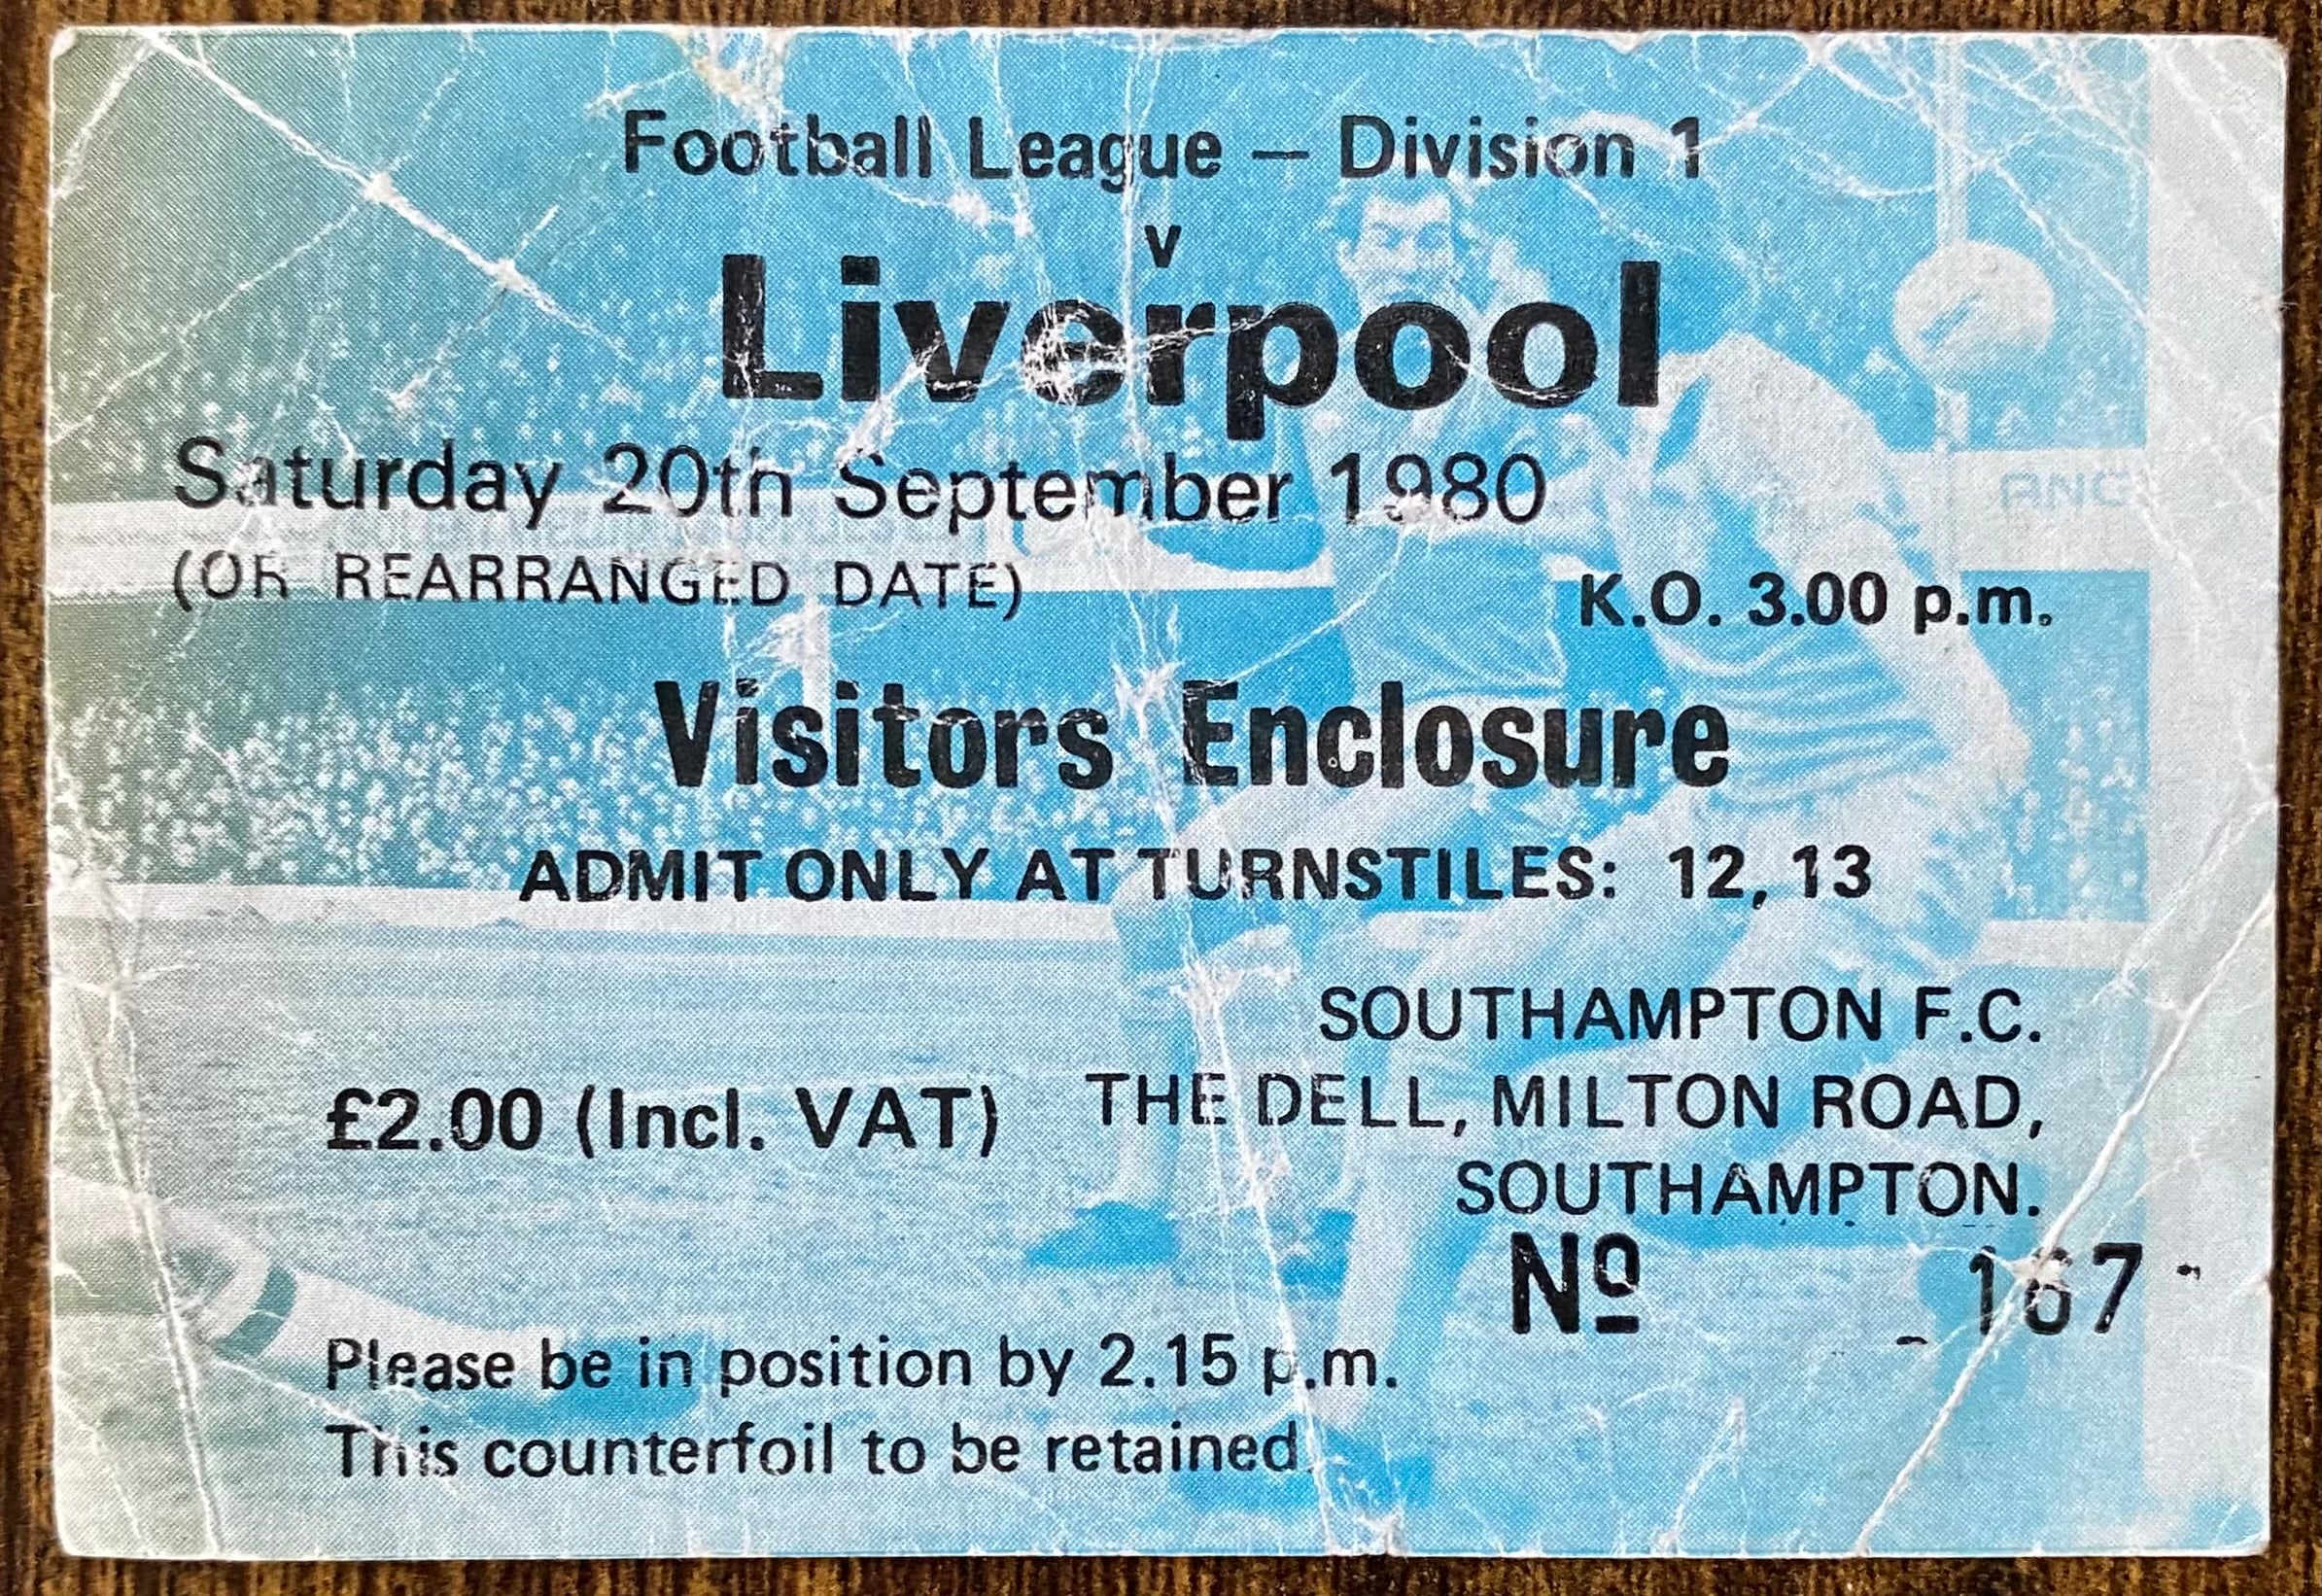 Football League — Division 1
v
Liverpool
Saturday 20th September 1980
(OR REARRANGED DATE)
K.O. 3.00 p.m.
Visitors Enclosure
ADMIT ONLY AT TURNSTILES: 12, 13
SOUTHAMPTON F.C.
£2.00 (Incl. VAT)
THE DELL, MILTON ROAD,
SOUTHAMPTON.
Nº 167
Please be in position by 2.15 p.m.
This counterfoil to be retained.
ANG